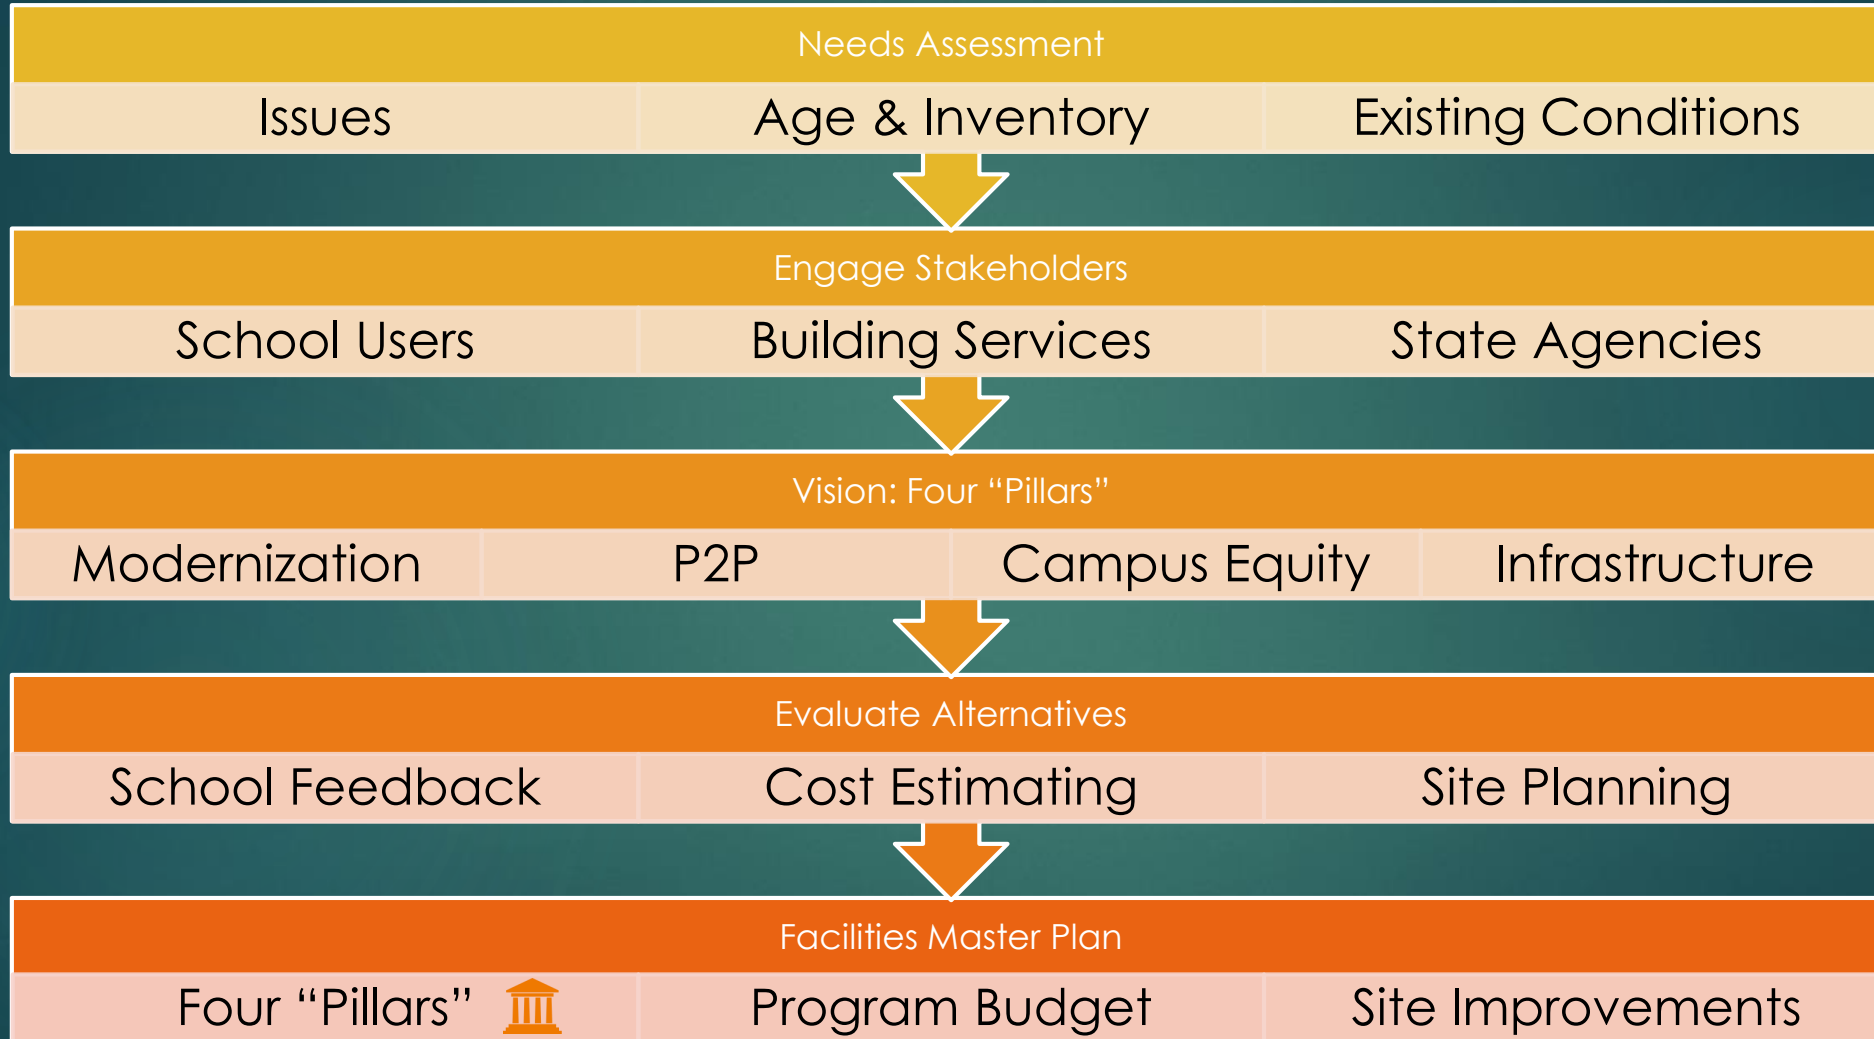 Needs Assessment
Issues
Age & Inventory
Existing Conditions
Engage Stakeholders
School Users
Building Services
State Agencies
Vision: Four “Pillars”
Modernization
P2P
Campus Equity
Infrastructure
Evaluate Alternatives
School Feedback
Cost Estimating
Site Planning
Facilities Master Plan
Four “Pillars”
Program Budget
Site Improvements